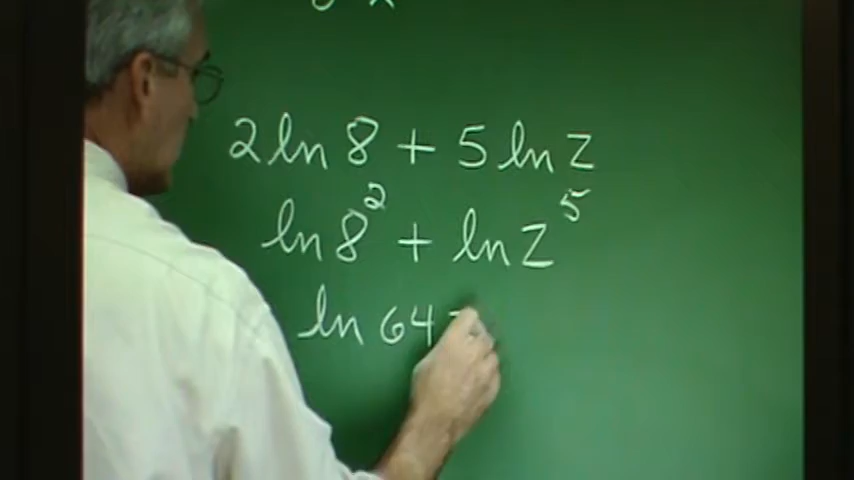 2 ln 8 + 5 ln z
ln 8² + ln z⁵
ln 64